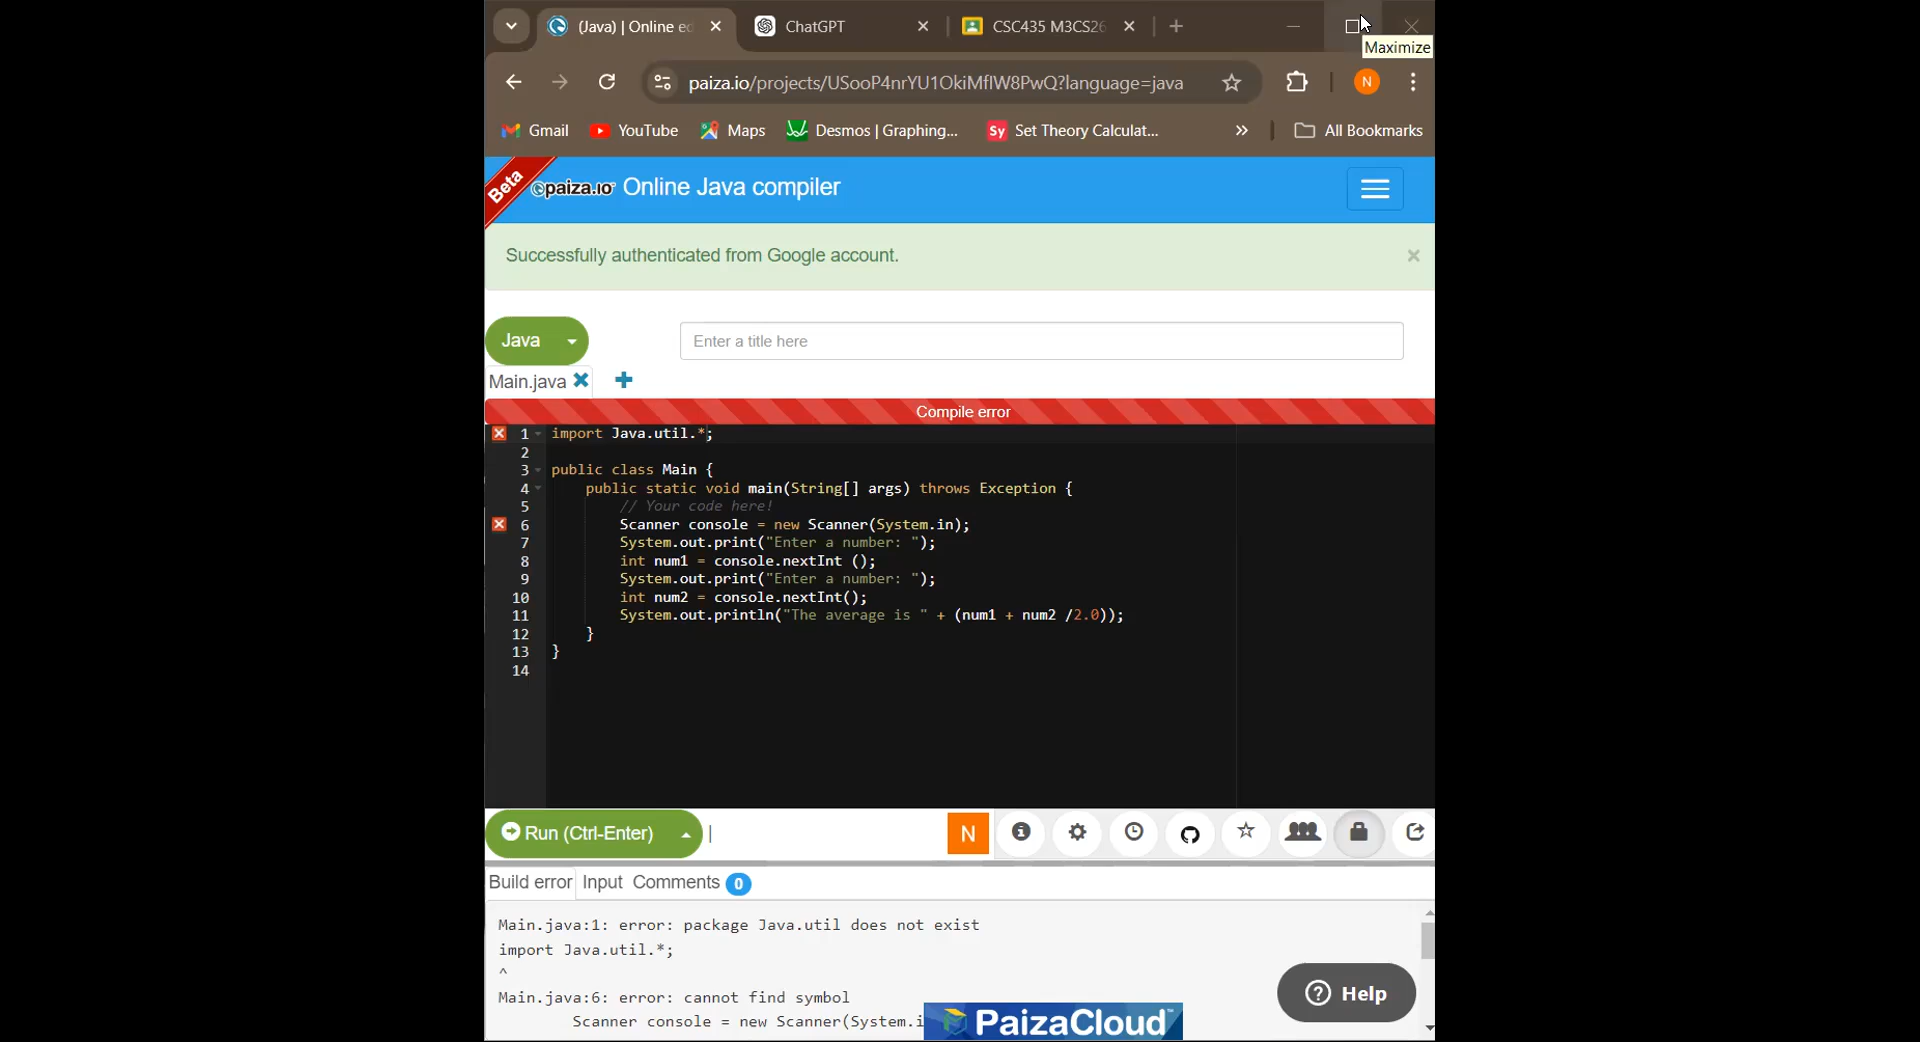 (Java) | Online ed
ChatGPT
CSC435 M3CS26
Maximize
paiza.io/projects/USooP4nrYU1OkiMflW8PwQ?language=java
N
Gmail
YouTube
Maps
Desmos | Graphing...
Sy
Set Theory Calculat...
All Bookmarks
Beta
paiza.io Online Java compiler
Successfully authenticated from Google account.
Java
Enter a title here
Main.java
Compile error
1 import Java.util.*;
2
3 public class Main {
4 public static void main(String[] args) throws Exception {
5 // Your code here!
6 Scanner console = new Scanner(System.in);
7 System.out.print("Enter a number: ");
8 int num1 = console.nextInt ();
9 System.out.print("Enter a number: ");
10 int num2 = console.nextInt();
11 System.out.println("The average is " + (num1 + num2 /2.0));
12 }
13 }
14
Run (Ctrl-Enter)
N
Build error Input Comments 0
Main.java:1: error: package Java.util does not exist
import Java.util.*;
^
Main.java:6: error: cannot find symbol
Scanner console = new Scanner(System.i
Help
PaizaCloud™